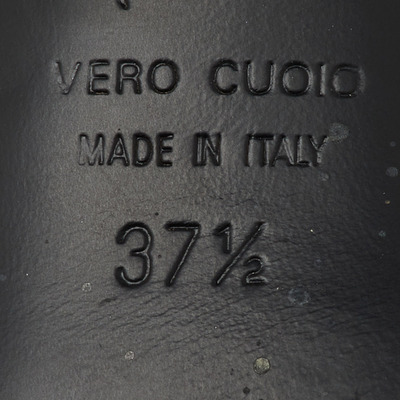 VERO CUOIO
MADE IN ITALY
37½